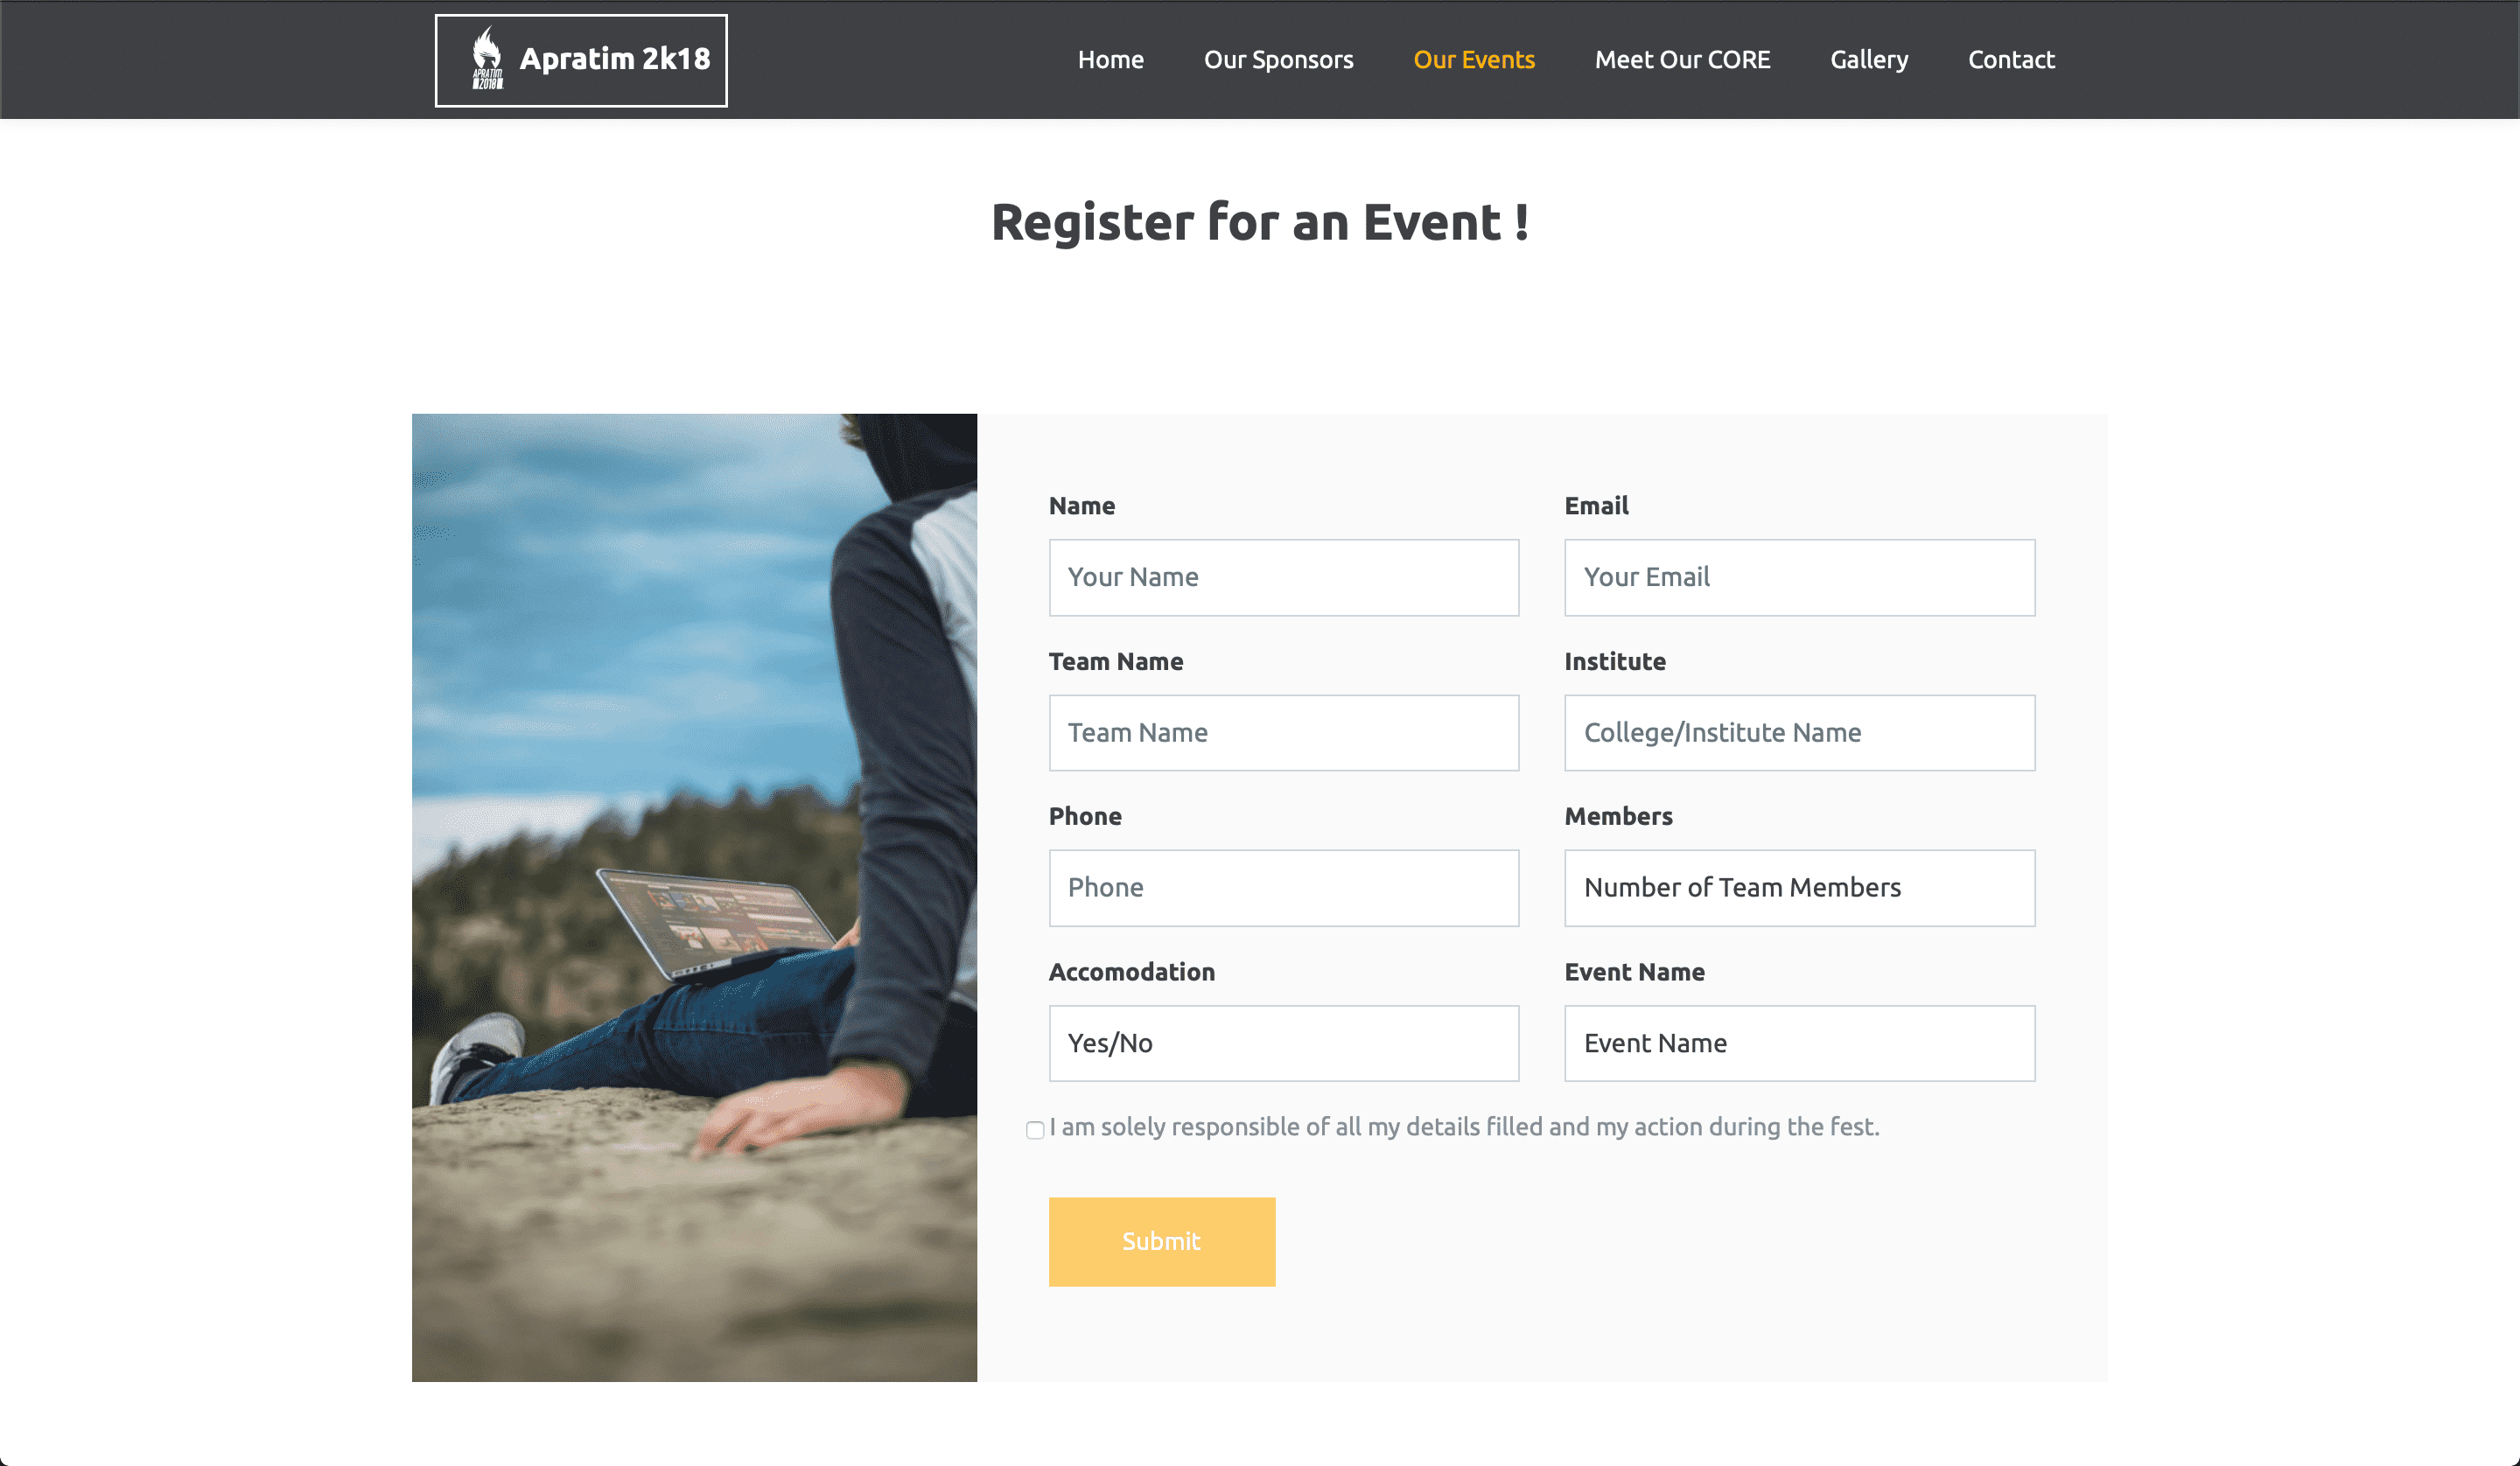 APRATIM
2018
Apratim 2k18
Home
Our Sponsors
Our Events
Meet Our CORE
Gallery
Contact
Register for an Event !
Name
Email
Your Name
Your Email
Team Name
Institute
Team Name
College/Institute Name
Phone
Members
Phone
Number of Team Members
Accomodation
Event Name
Yes/No
Event Name
I am solely responsible of all my details filled and my action during the fest.
Submit